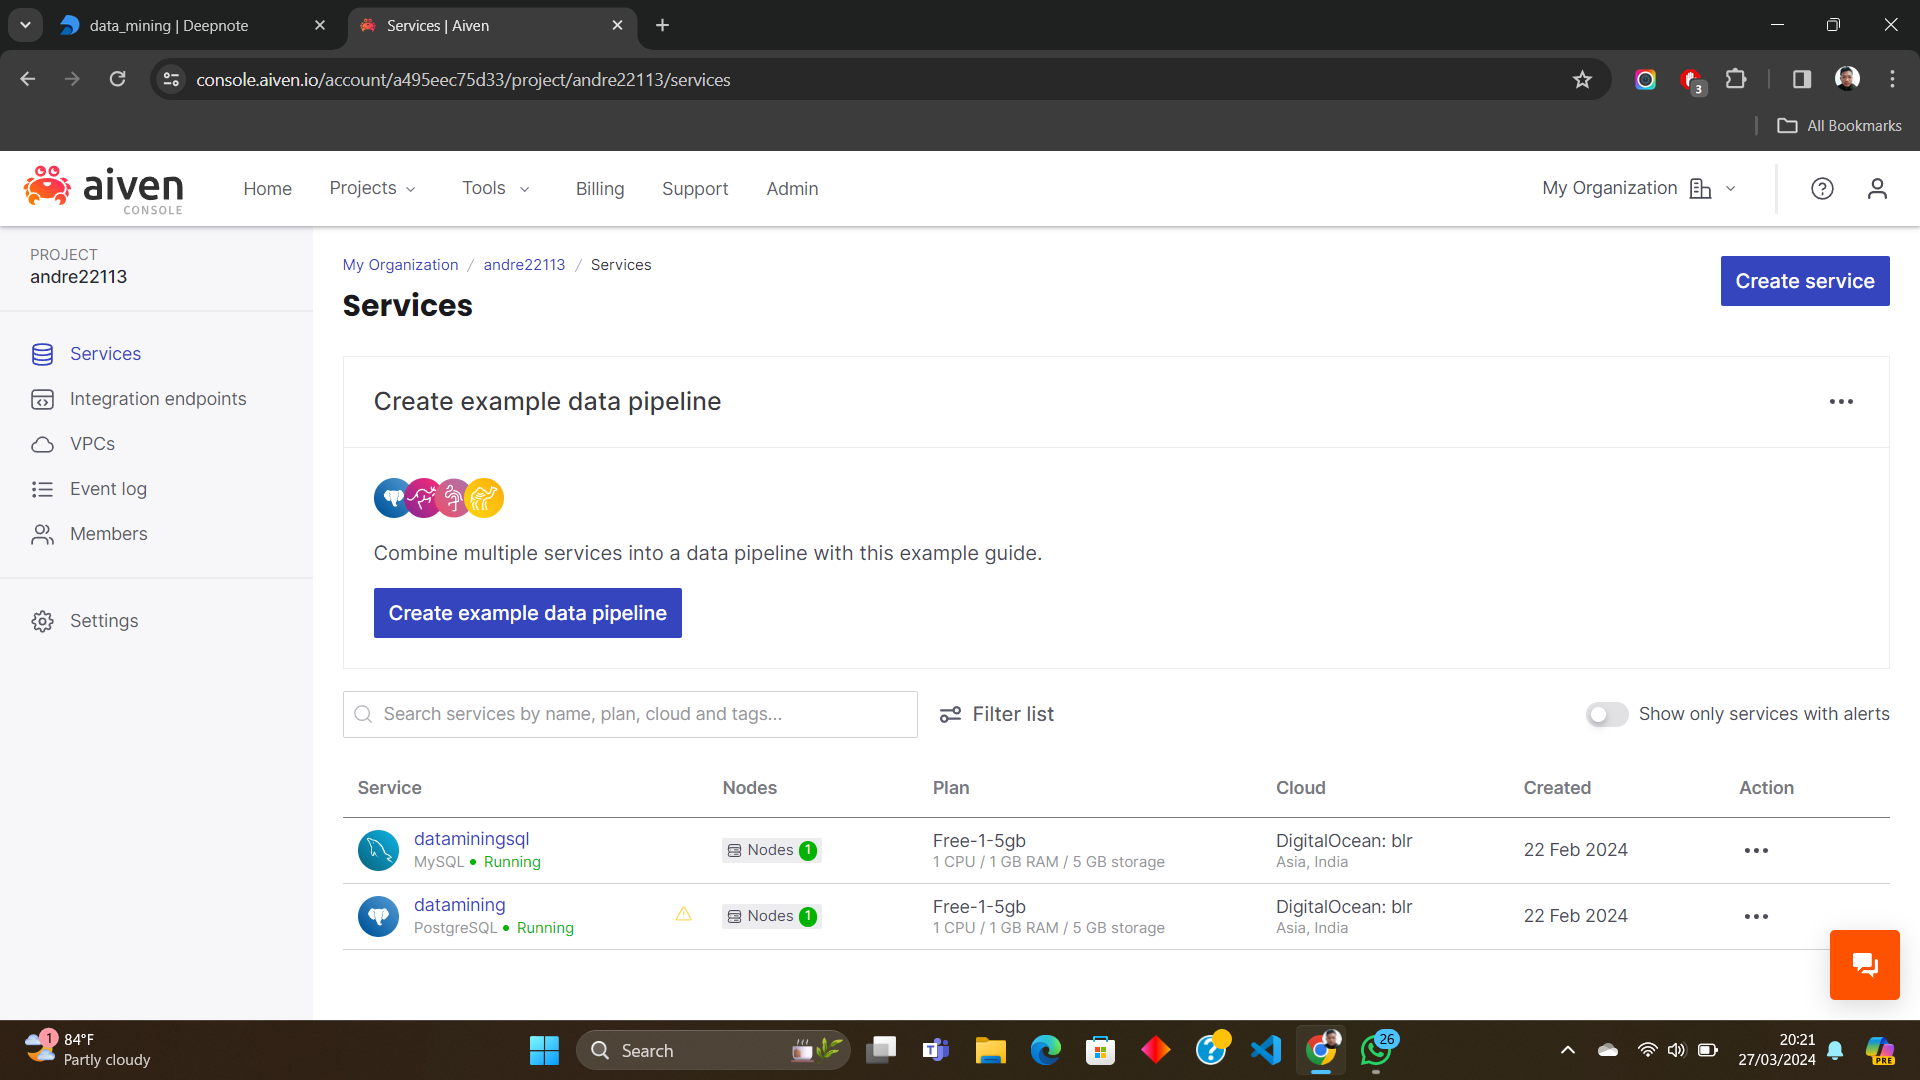 data_mining | Deepnote
Services | Aiven
console.aiven.io/account/a495eec75d33/project/andre22113/services
3
All Bookmarks
aiven
CONSOLE
Home
Projects
Tools
Billing
Support
Admin
My Organization
PROJECT
andre22113
Services
Integration endpoints
VPCs
Event log
Members
Settings
My Organization / andre22113 / Services
Services
Create service
Create example data pipeline
Combine multiple services into a data pipeline with this example guide.
Create example data pipeline
Search services by name, plan, cloud and tags...
Filter list
Show only services with alerts
Service Nodes Plan Cloud Created Action
dataminingsql
MySQL • Running
Nodes 1
Free-1-5gb
1 CPU / 1 GB RAM / 5 GB storage
DigitalOcean: blr
Asia, India
22 Feb 2024
datamining
PostgreSQL • Running
Nodes 1
Free-1-5gb
1 CPU / 1 GB RAM / 5 GB storage
DigitalOcean: blr
Asia, India
22 Feb 2024
1
84°F
Partly cloudy
Search
26
20:21
27/03/2024
PRE